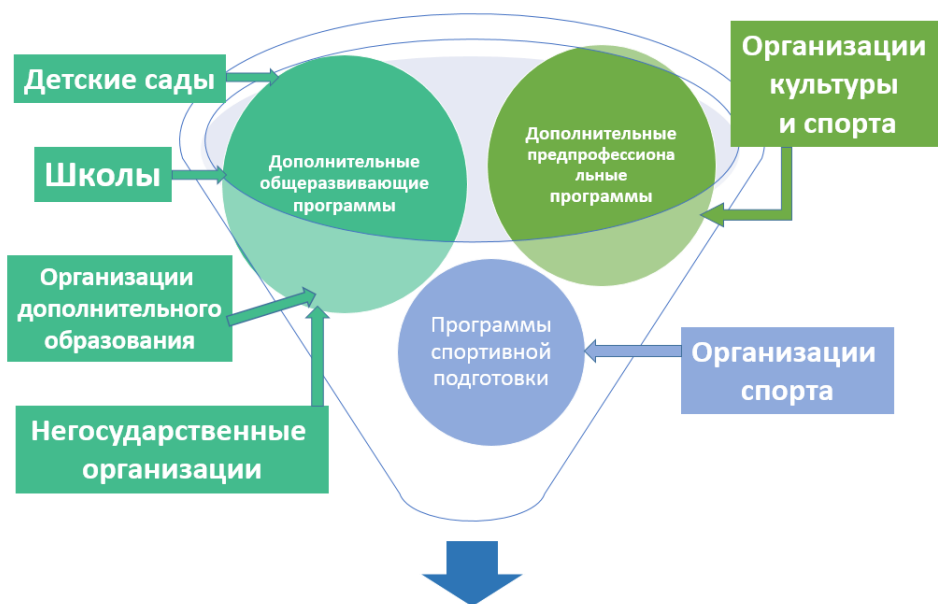 Детские сады
Школы
Организации
дополнительного
образования
Негосударственные
организации
Дополнительные
общеразвивающие
программы
Дополнительные
предпрофессиона
льные
программы
Программы
спортивной
подготовки
Организации
культуры
и спорта
Организации
спорта